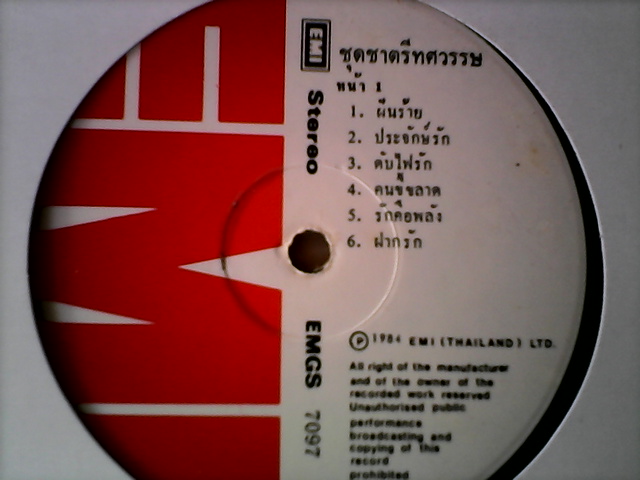 EMI
ชุดชาตรีทศวรรษ
หน้า 1
1. ฝันร้าย
2. ประจักษ์รัก
3. ดับไฟรัก
4. คนขี้ขลาด
5. รักคือพลัง
6. ฝากรัก
Stereo
EMGS 7097
Ⓟ 1984 EMI (THAILAND) LTD.
All right of the manufacturer
and of the owner of the
recorded work reserved
Unauthorised public
performance
broadcasting and
copying of this
record
prohibited
EMI